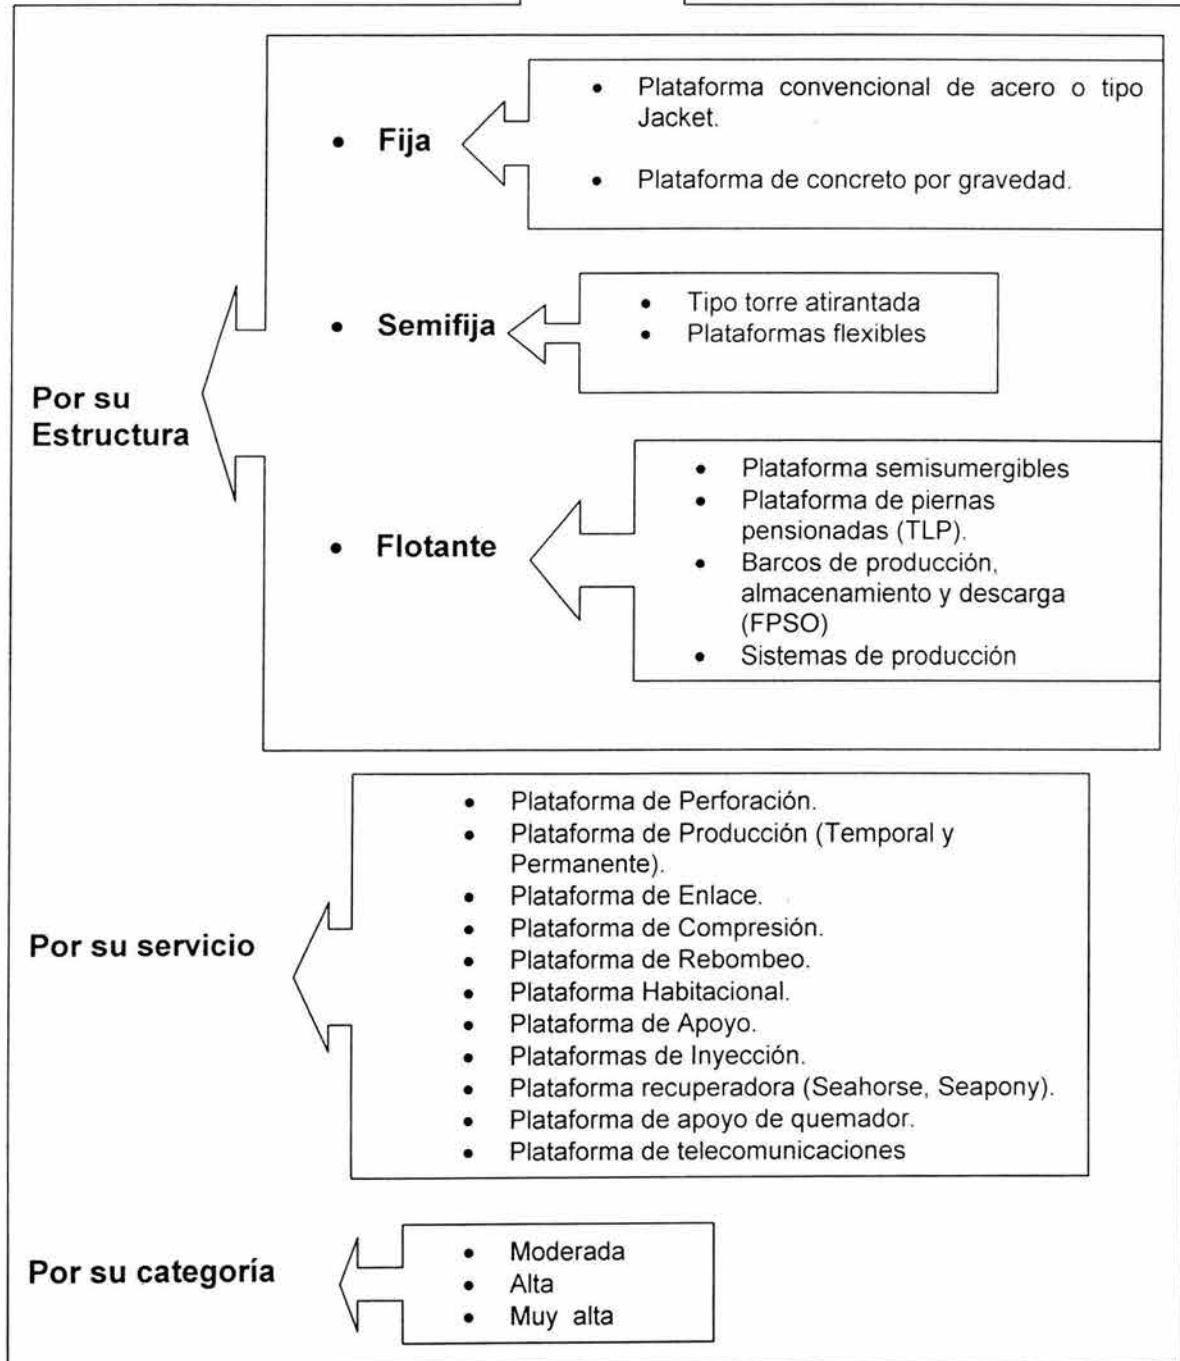 Por su
Estructura
• Fija
• Plataforma convencional de acero o tipo
Jacket.
• Plataforma de concreto por gravedad.
• Semifija
• Tipo torre atirantada
• Plataformas flexibles
• Flotante
• Plataforma semisumergibles
• Plataforma de piernas
pensionadas (TLP).
• Barcos de producción,
almacenamiento y descarga
(FPSO)
• Sistemas de producción
Por su servicio
• Plataforma de Perforación.
• Plataforma de Producción (Temporal y
Permanente).
• Plataforma de Enlace.
• Plataforma de Compresión.
• Plataforma de Rebombeo.
• Plataforma Habitacional.
• Plataforma de Apoyo.
• Plataformas de Inyección.
• Plataforma recuperadora (Seahorse, Seapony).
• Plataforma de apoyo de quemador.
• Plataforma de telecomunicaciones
Por su categoría
• Moderada
• Alta
• Muy alta